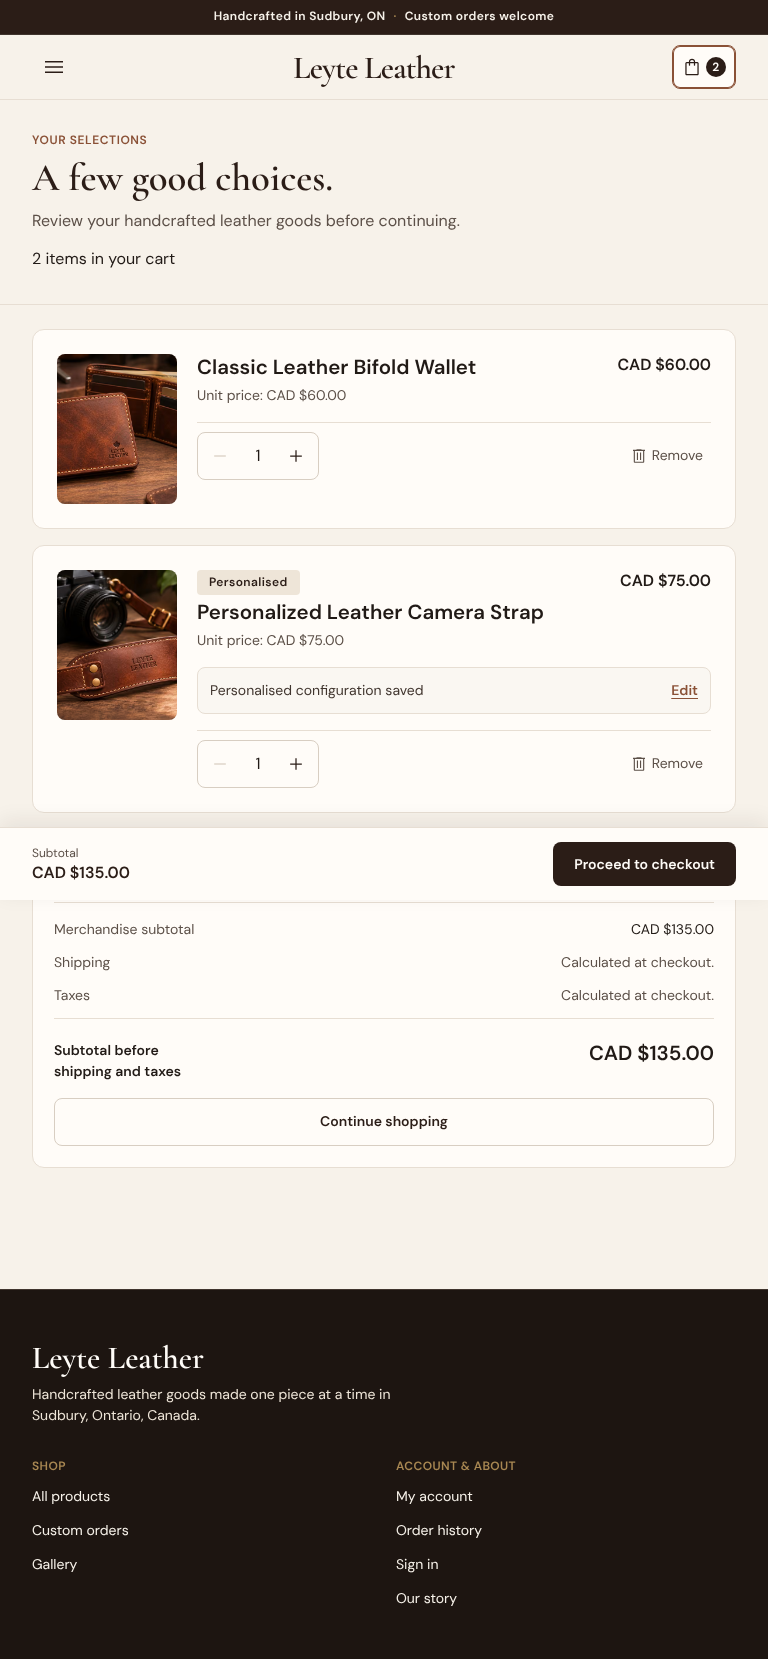 Handcrafted in Sudbury, ON · Custom orders welcome
Leyte Leather
2
YOUR SELECTIONS
A few good choices.
Review your handcrafted leather goods before continuing.
2 items in your cart
Classic Leather Bifold Wallet
CAD $60.00
Unit price: CAD $60.00
LEYTE
LEATHER
1
Remove
Personalised
CAD $75.00
Personalized Leather Camera Strap
Unit price: CAD $75.00
LEYTE
LEATHER
Personalised configuration saved
Edit
1
Remove
Subtotal
CAD $135.00
Proceed to checkout
Merchandise subtotal
CAD $135.00
Shipping
Calculated at checkout.
Taxes
Calculated at checkout.
Subtotal before
shipping and taxes
CAD $135.00
Continue shopping
Leyte Leather
Handcrafted leather goods made one piece at a time in
Sudbury, Ontario, Canada.
SHOP
All products
Custom orders
Gallery
ACCOUNT & ABOUT
My account
Order history
Sign in
Our story